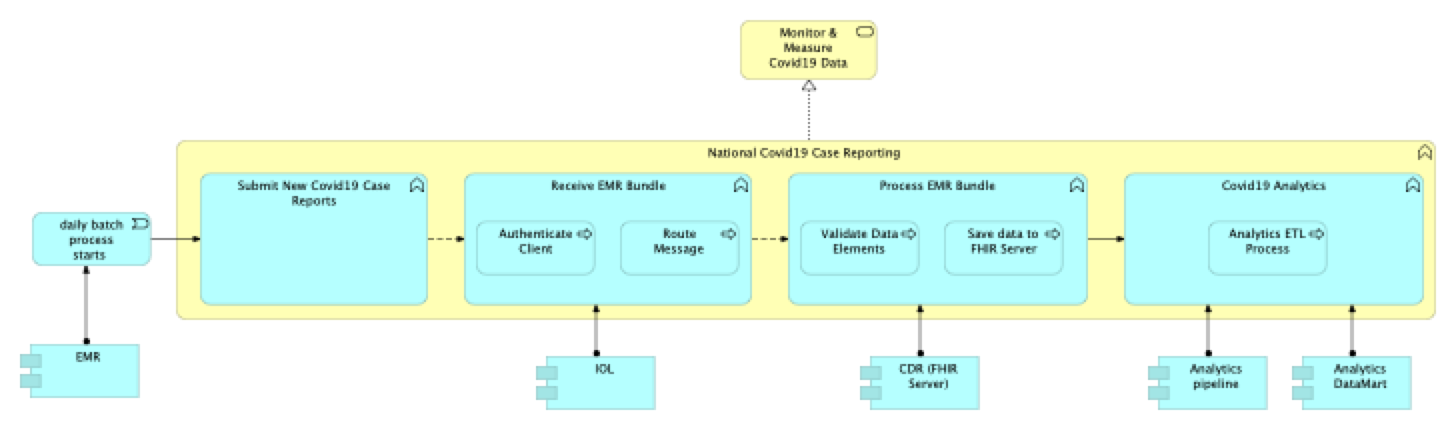 Monitor &
Measure
Covid19 Data
National Covid19 Case Reporting
Submit New Covid19 Case
Reports
Receive EMR Bundle
Process EMR Bundle
Covid19 Analytics
daily batch
process
starts
Authenticate
Client
Route
Message
Validate Data
Elements
Save data to
FHIR Server
Analytics ETL
Process
EMR
IOL
CDR (FHIR
Server)
Analytics
pipeline
Analytics
DataMart